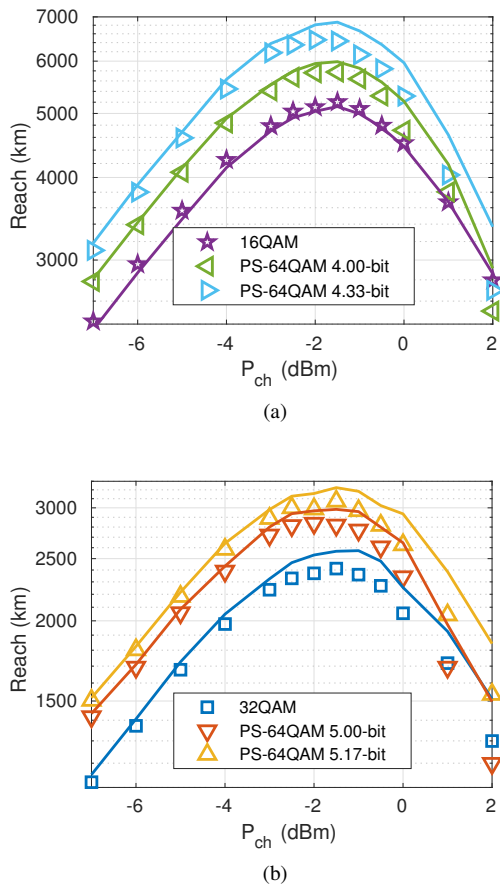 7000
6000
5000
4000
3000
Reach (km)
16QAM
PS-64QAM 4.00-bit
PS-64QAM 4.33-bit
-6 -4 -2 0 2
P_ch (dBm)
(a)
3000
2500
2000
1500
Reach (km)
32QAM
PS-64QAM 5.00-bit
PS-64QAM 5.17-bit
-6 -4 -2 0 2
P_ch (dBm)
(b)